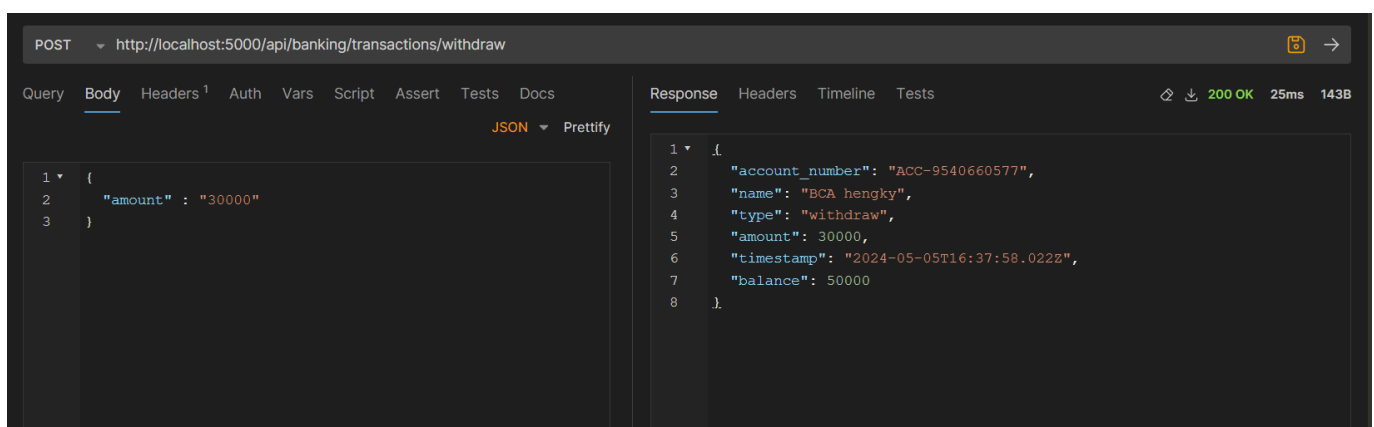 POST http://localhost:5000/api/banking/transactions/withdraw
Query Body Headers 1 Auth Vars Script Assert Tests Docs
JSON Prettify
1 {
2 "amount" : "30000"
3 }
Response Headers Timeline Tests 200 OK 25ms 143B
1 {
2 "account_number": "ACC-9540660577",
3 "name": "BCA hengky",
4 "type": "withdraw",
5 "amount": 30000,
6 "timestamp": "2024-05-05T16:37:58.022Z",
7 "balance": 50000
8 }